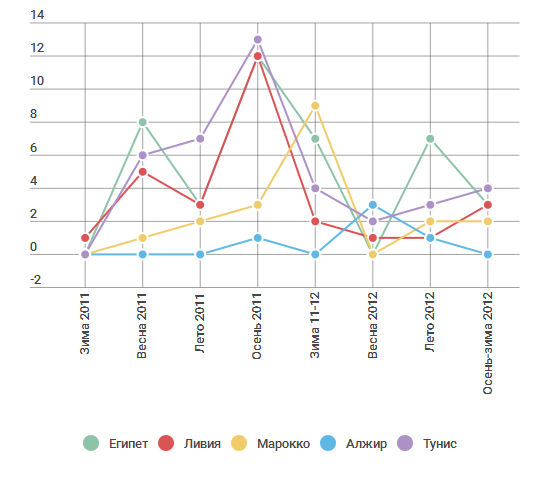 14
12
10
8
6
4
2
0
-2
Зима 2011
Весна 2011
Лето 2011
Осень 2011
Зима 11-12
Весна 2012
Лето 2012
Осень-зима 2012
Египет Ливия Марокко Алжир Тунис